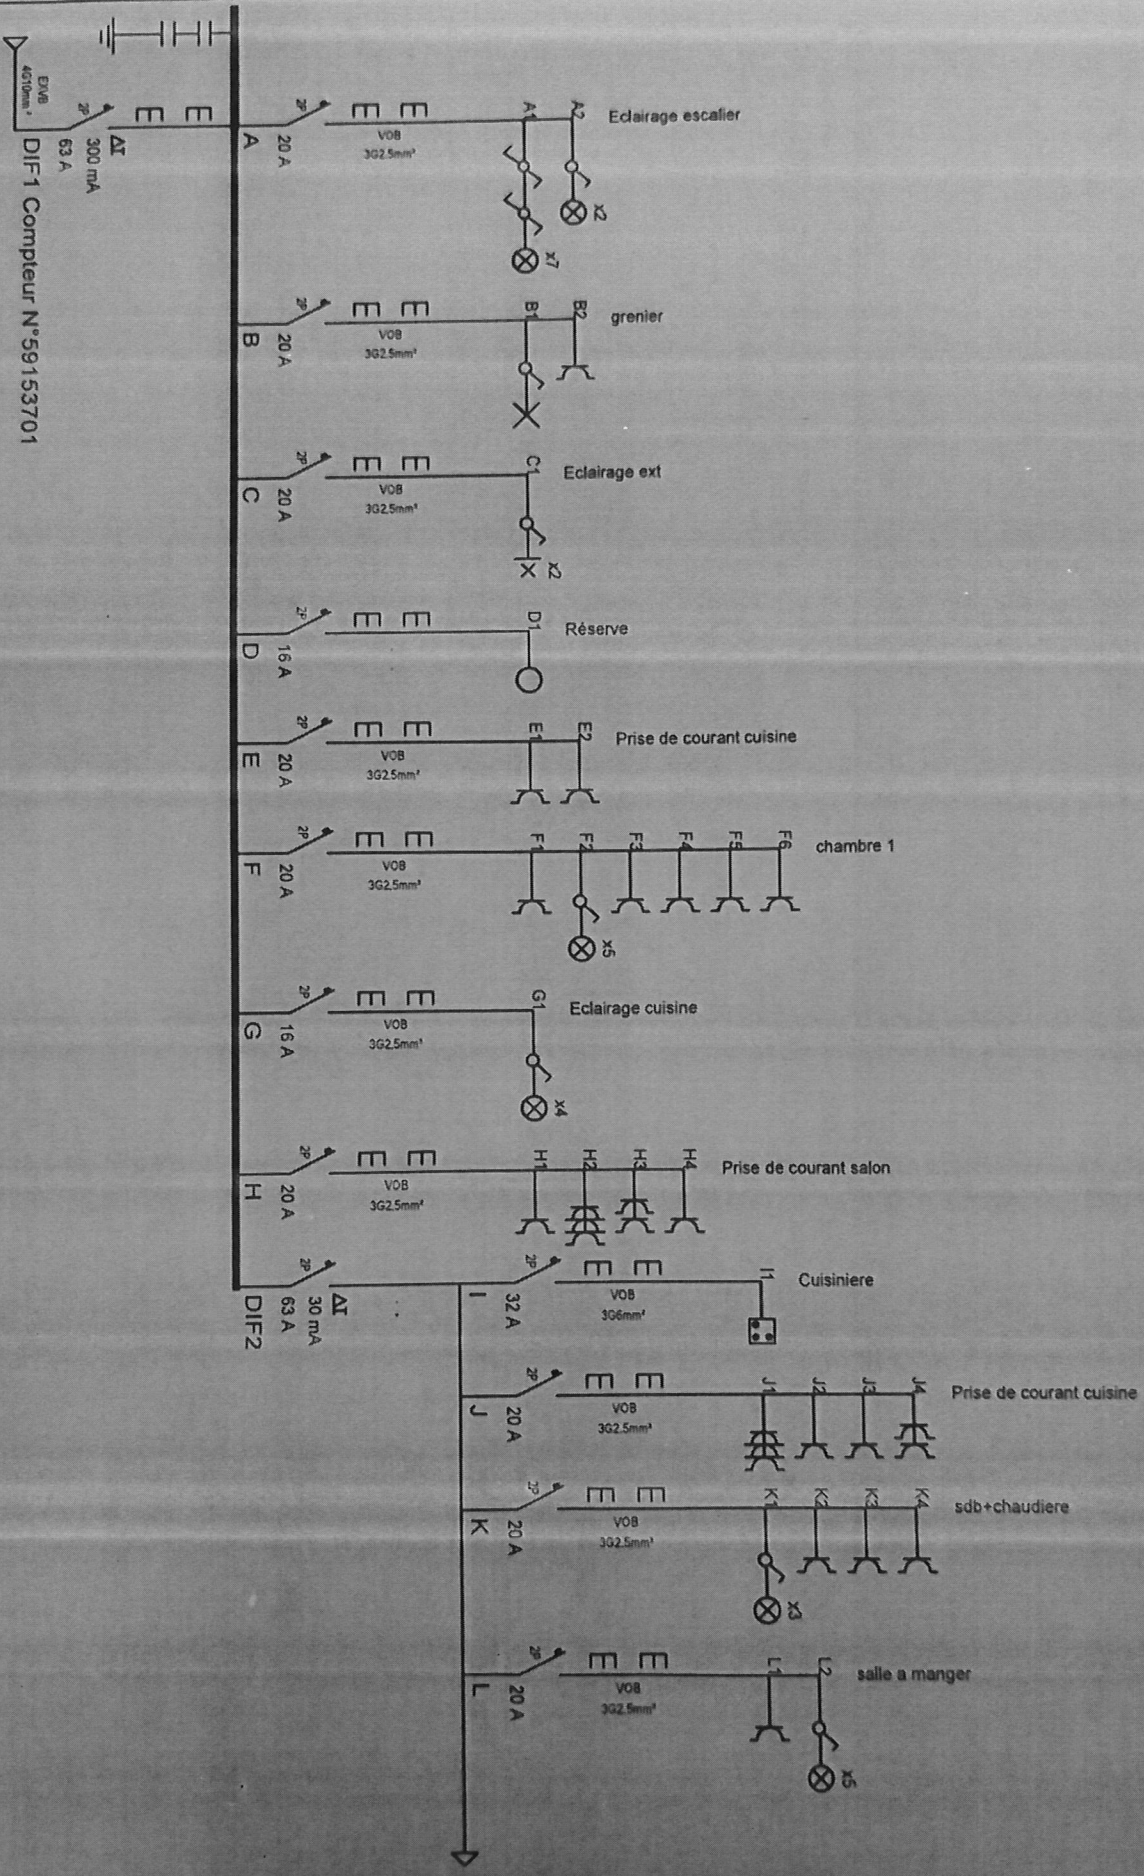 EXVB
4G10mm²
2P
ΔI
300 mA
63 A
DIF1 Compteur N°59153701
A
2P
20 A
VOB
3G2.5mm²
A1
A2
Eclairage escalier
x2
x7
B
2P
20 A
VOB
3G2.5mm²
B1
B2
grenier
C
2P
20 A
VOB
3G2.5mm²
C1
Eclairage ext
x2
D
2P
16 A
D1
Réserve
E
2P
20 A
VOB
3G2.5mm²
E1
E2
Prise de courant cuisine
F
2P
20 A
VOB
3G2.5mm²
F1
F2
F3
F4
F5
F6
chambre 1
x5
G
2P
16 A
VOB
3G2.5mm²
G1
Eclairage cuisine
x4
H
2P
20 A
VOB
3G2.5mm²
H1
H2
H3
H4
Prise de courant salon
DIF2
2P
63 A
30 mA
ΔI
I
2P
32 A
VOB
3G6mm²
I1
Cuisiniere
J
2P
20 A
VOB
3G2.5mm²
J1
J2
J3
J4
Prise de courant cuisine
K
2P
20 A
VOB
3G2.5mm²
K1
K2
K3
K4
sdb+chaudiere
x3
L
2P
20 A
VOB
3G2.5mm²
L1
L2
salle a manger
x5